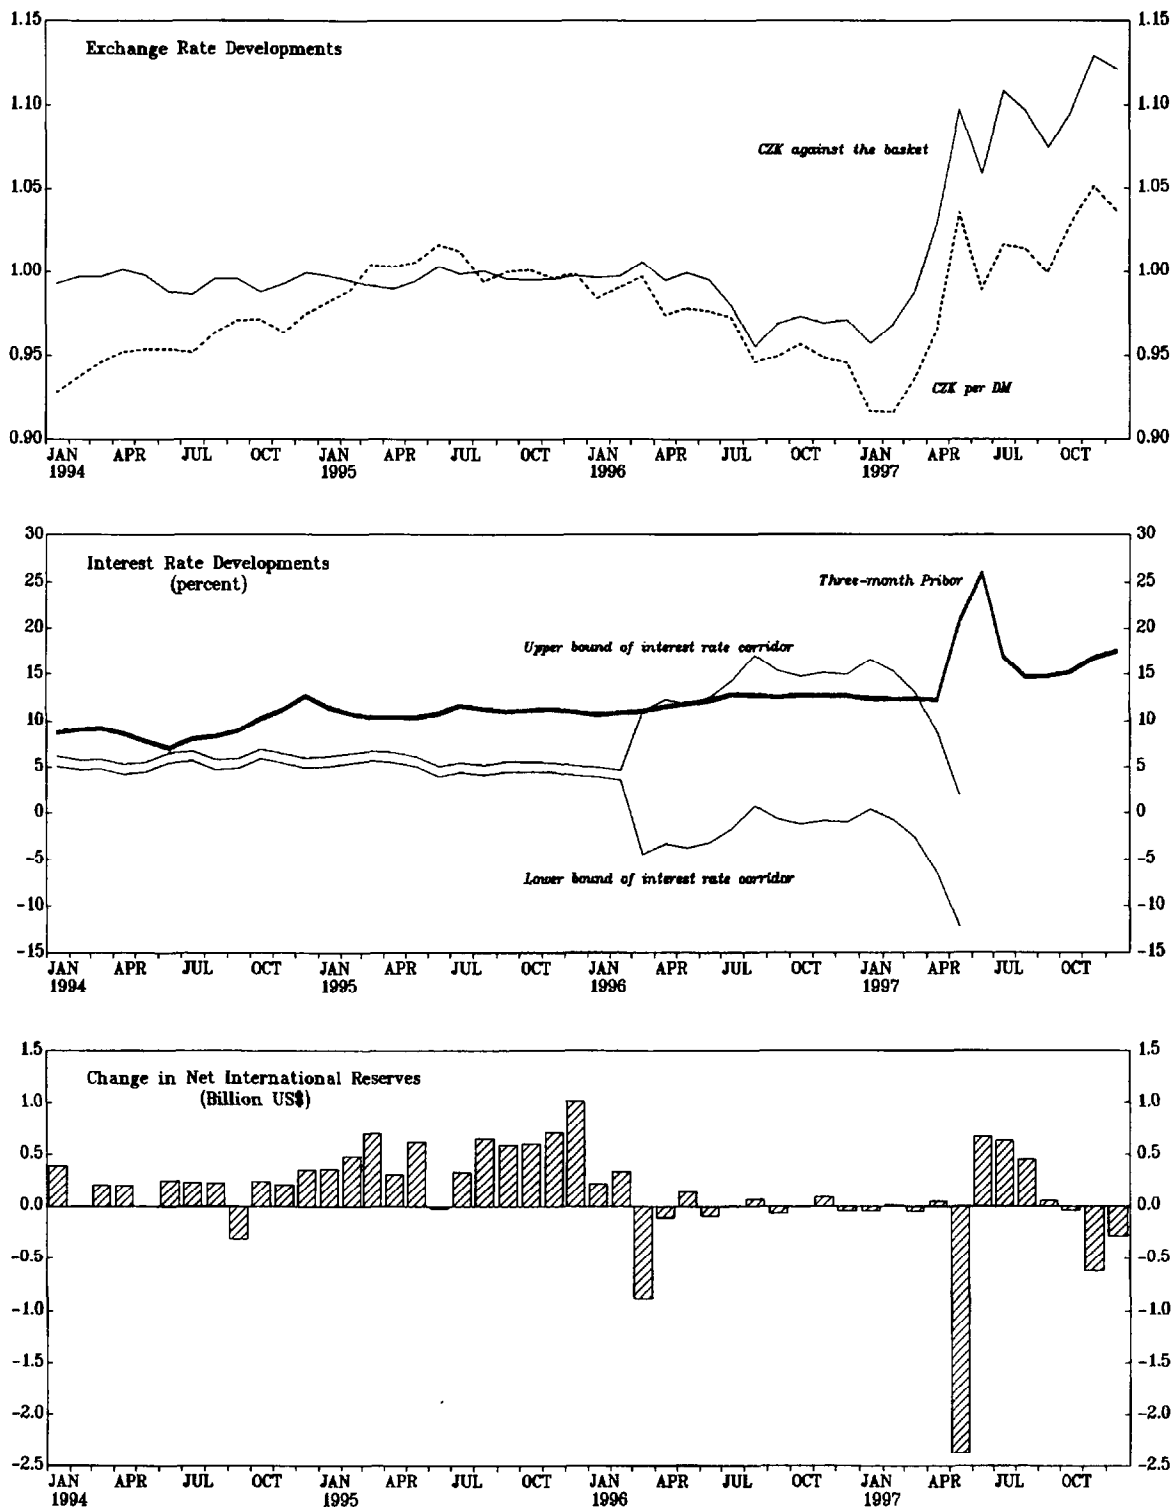 1.15 1.15
Exchange Rate Developments
1.10 1.10
CZK against the basket
1.05 1.05
1.00 1.00
0.95 0.95
CZK per DM
0.90 0.90
JAN APR JUL OCT JAN APR JUL OCT JAN APR JUL OCT JAN APR JUL OCT
1994 1995 1996 1997
30 30
Interest Rate Developments
(percent)
Three-month Pribor
25 25
20 20
Upper bound of interest rate corridor
15 15
10 10
5 5
0 0
-5 -5
Lower bound of interest rate corridor
-10 -10
-15 -15
JAN APR JUL OCT JAN APR JUL OCT JAN APR JUL OCT JAN APR JUL OCT
1994 1995 1996 1997
1.5 1.5
Change in Net International Reserves
(Billion US$)
1.0 1.0
0.5 0.5
0.0 0.0
-0.5 -0.5
-1.0 -1.0
-1.5 -1.5
-2.0 -2.0
-2.5 -2.5
JAN APR JUL OCT JAN APR JUL OCT JAN APR JUL OCT JAN APR JUL OCT
1994 1995 1996 1997